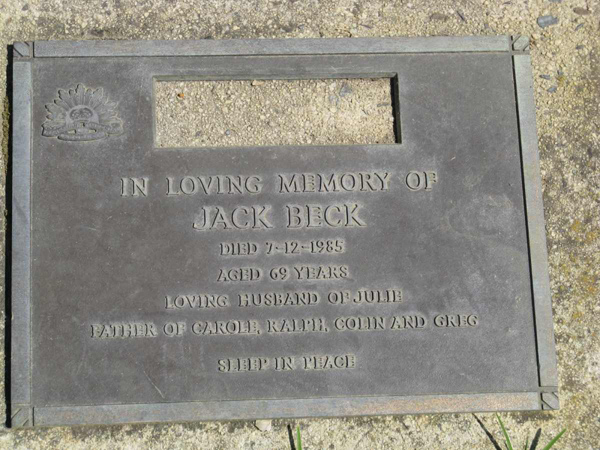 IN LOVING MEMORY OF
JACK BECK
DIED 7-12-1985
AGED 69 YEARS
LOVING HUSBAND OF JULIE
FATHER OF CAROLE, RALPH, COLIN AND GREG
SLEEP IN PEACE